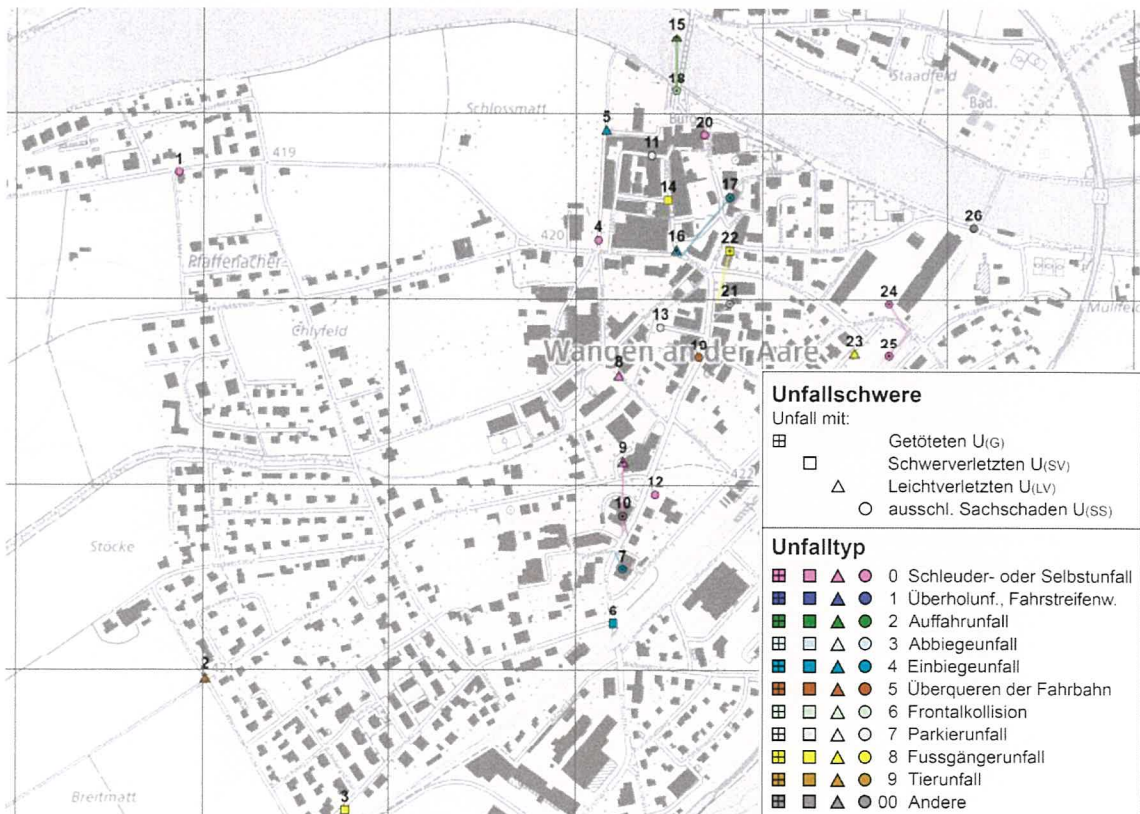 15
Staadfeld
18
Schlossmatt
Bad
5
20
11
1
419
14
17
26
4
420
16
22
Pfaffenacher
24
21
Chlyfeld
13
23
25
19
Wangen an der Aare
8
9
422
12
10
Stöcke
7
6
2
Breitmatt
3
Unfallschwere
Unfall mit:
Getöteten U(G)
Schwerverletzten U(SV)
Leichtverletzten U(LV)
ausschl. Sachschaden U(SS)
Unfalltyp
0 Schleuder- oder Selbstunfall
1 Überholunf., Fahrstreifenw.
2 Auffahrunfall
3 Abbiegeunfall
4 Einbiegeunfall
5 Überqueren der Fahrbahn
6 Frontalkollision
7 Parkierunfall
8 Fussgängerunfall
9 Tierunfall
00 Andere